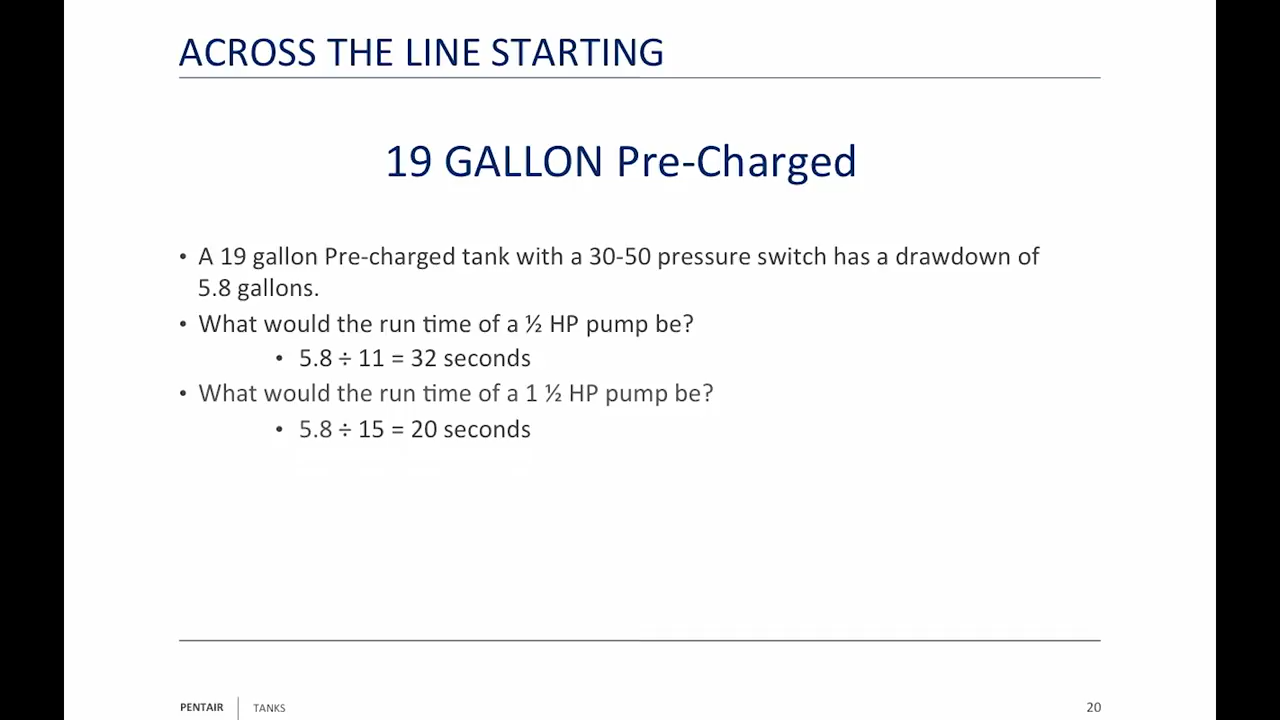 ACROSS THE LINE STARTING
19 GALLON Pre-Charged
• A 19 gallon Pre-charged tank with a 30-50 pressure switch has a drawdown of
5.8 gallons.
• What would the run time of a ½ HP pump be?
• 5.8 ÷ 11 = 32 seconds
• What would the run time of a 1 ½ HP pump be?
• 5.8 ÷ 15 = 20 seconds
PENTAIR | TANKS 20